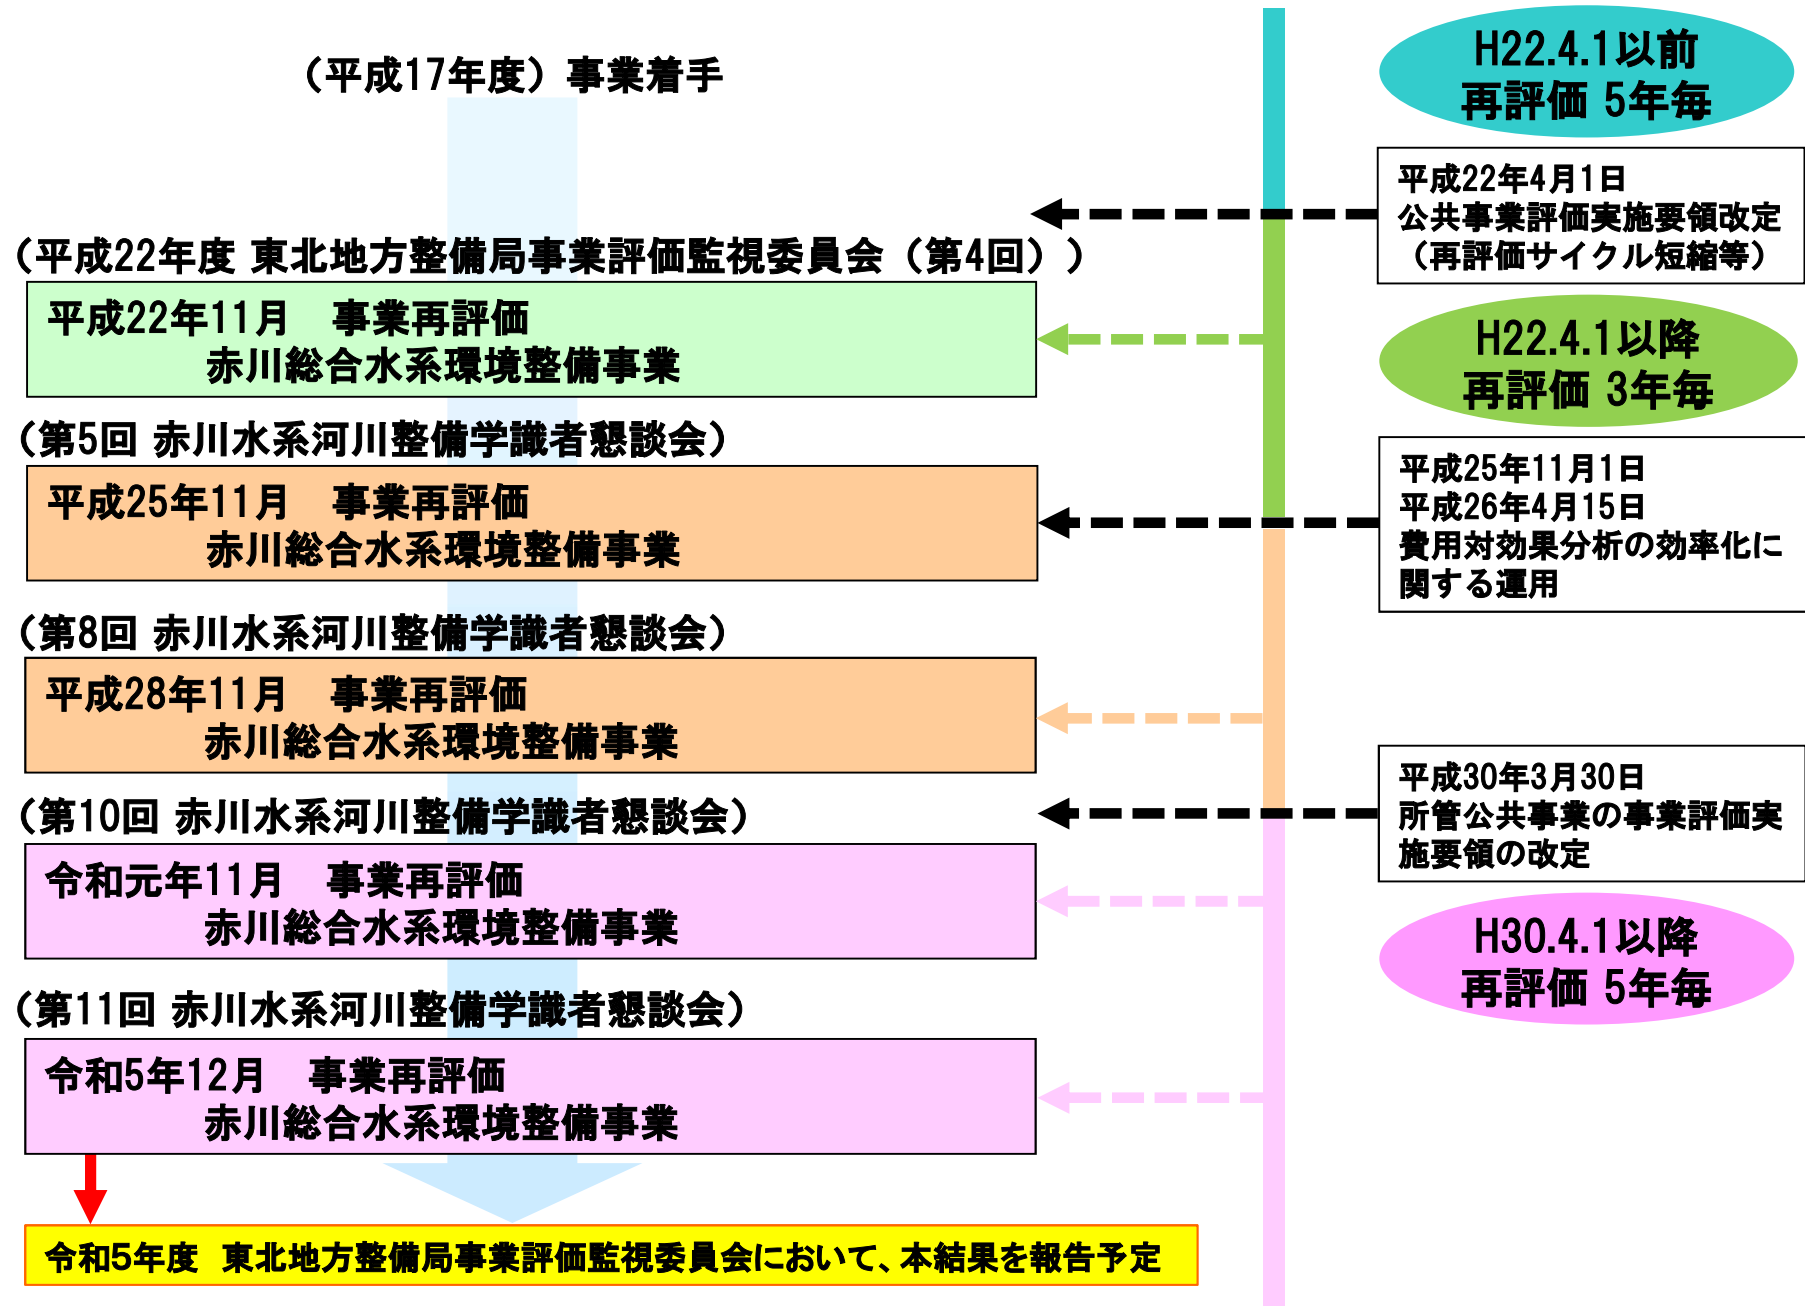 （平成17年度）事業着手
（平成22年度 東北地方整備局事業評価監視委員会（第4回））
平成22年11月　事業再評価
赤川総合水系環境整備事業
（第5回 赤川水系河川整備学識者懇談会）
平成25年11月　事業再評価
赤川総合水系環境整備事業
（第8回 赤川水系河川整備学識者懇談会）
平成28年11月　事業再評価
赤川総合水系環境整備事業
（第10回 赤川水系河川整備学識者懇談会）
令和元年11月　事業再評価
赤川総合水系環境整備事業
（第11回 赤川水系河川整備学識者懇談会）
令和5年12月　事業再評価
赤川総合水系環境整備事業
令和5年度　東北地方整備局事業評価監視委員会において、本結果を報告予定
H22.4.1以前
再評価 5年毎
平成22年4月1日
公共事業評価実施要領改定
（再評価サイクル短縮等）
H22.4.1以降
再評価 3年毎
平成25年11月1日
平成26年4月15日
費用対効果分析の効率化に
関する運用
平成30年3月30日
所管公共事業の事業評価実
施要領の改定
H30.4.1以降
再評価 5年毎